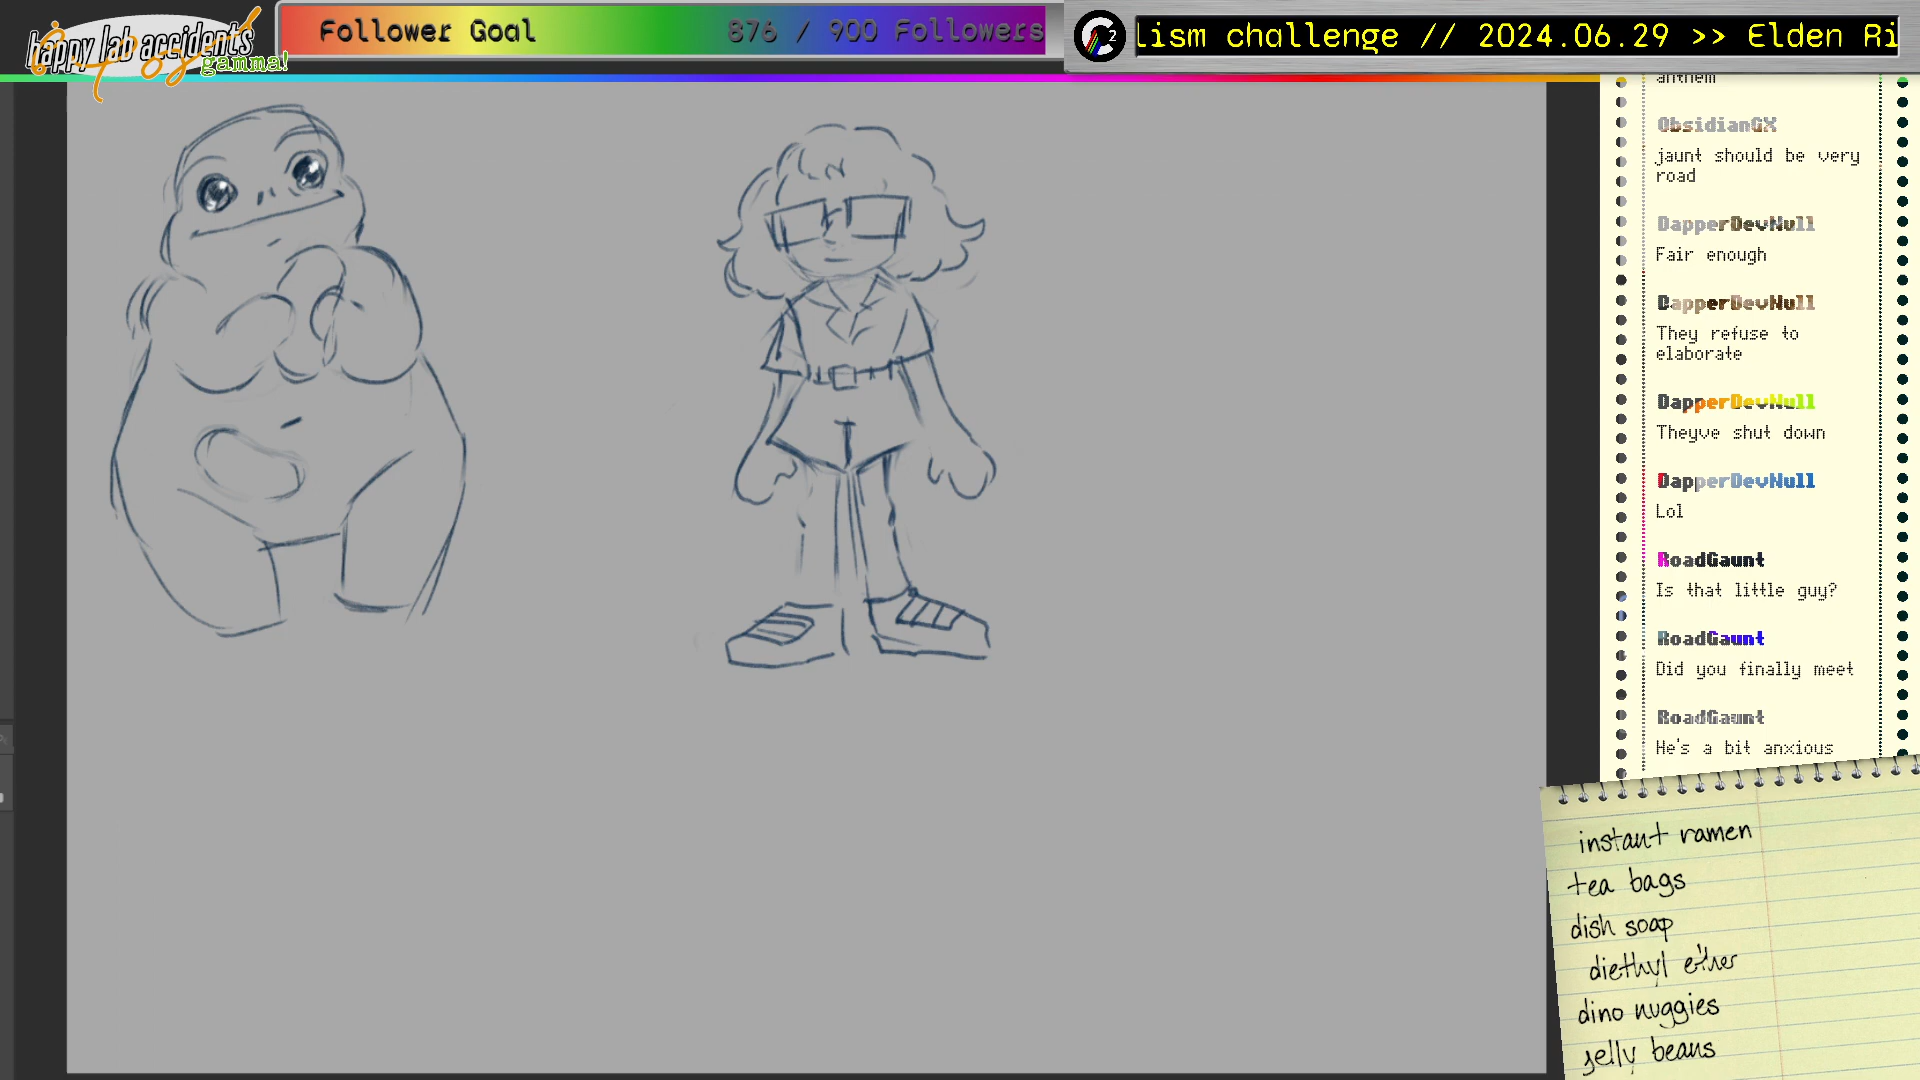 happy lab accidents
gamma!
Follower Goal
876 / 900 Followers
lism challenge // 2024.06.29 >> Elden Ri
2
anthem
ObsidianGX
jaunt should be very
road
DapperDevNull
Fair enough
DapperDevNull
They refuse to
elaborate
DapperDevNull
Theyve shut down
DapperDevNull
Lol
RoadGaunt
Is that little guy?
RoadGaunt
Did you finally meet
RoadGaunt
He's a bit anxious
instant ramen
tea bags
dish soap
diethyl ether
dino nuggies
jelly beans